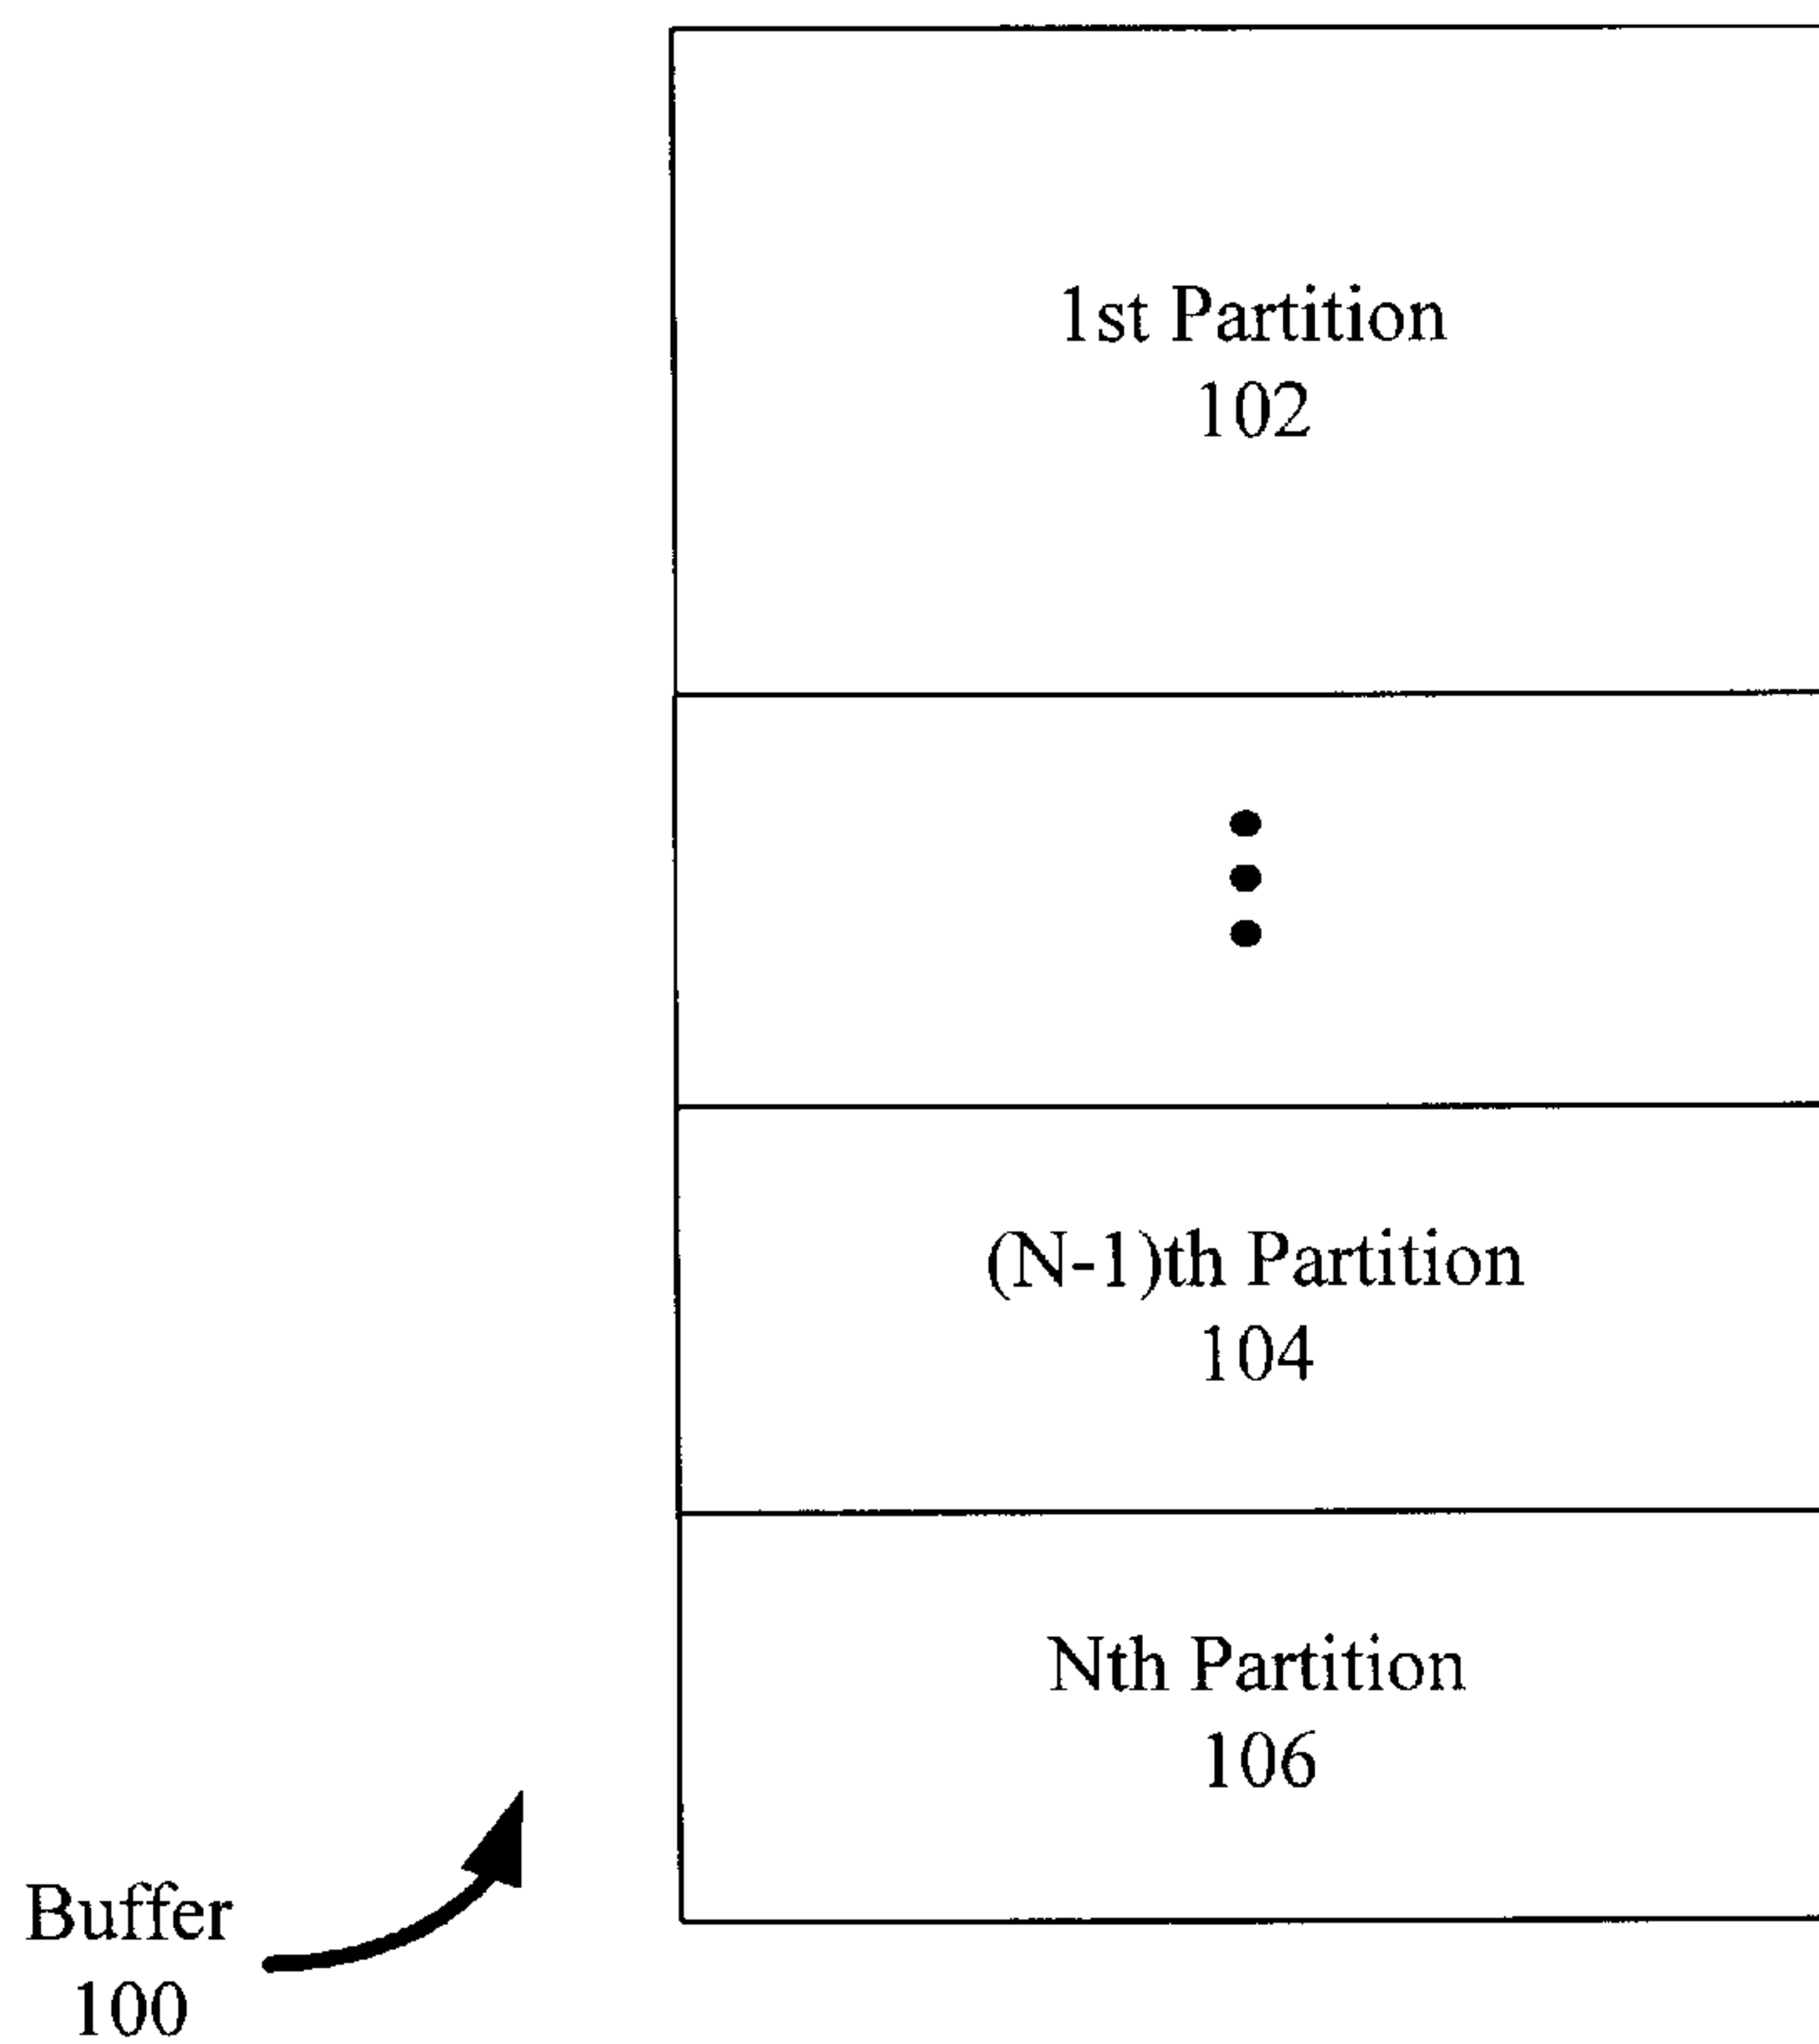 1st Partition
102
(N-1)th Partition
104
Nth Partition
106
Buffer
100